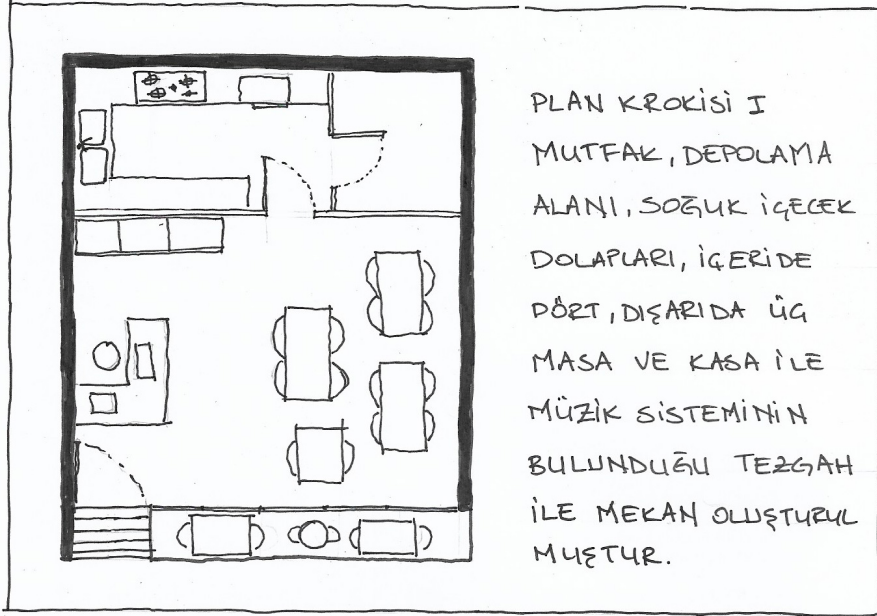 PLAN KROKİSİ I
MUTFAK, DEPOLAMA
ALANI, SOĞUK İÇECEK
DOLAPLARI, İÇERİDE
DÖRT, DIŞARIDA ÜÇ
MASA VE KASA İLE
MÜZİK SİSTEMİNİN
BULUNDUĞU TEZGAH
İLE MEKAN OLUŞTURUL
MUŞTUR.